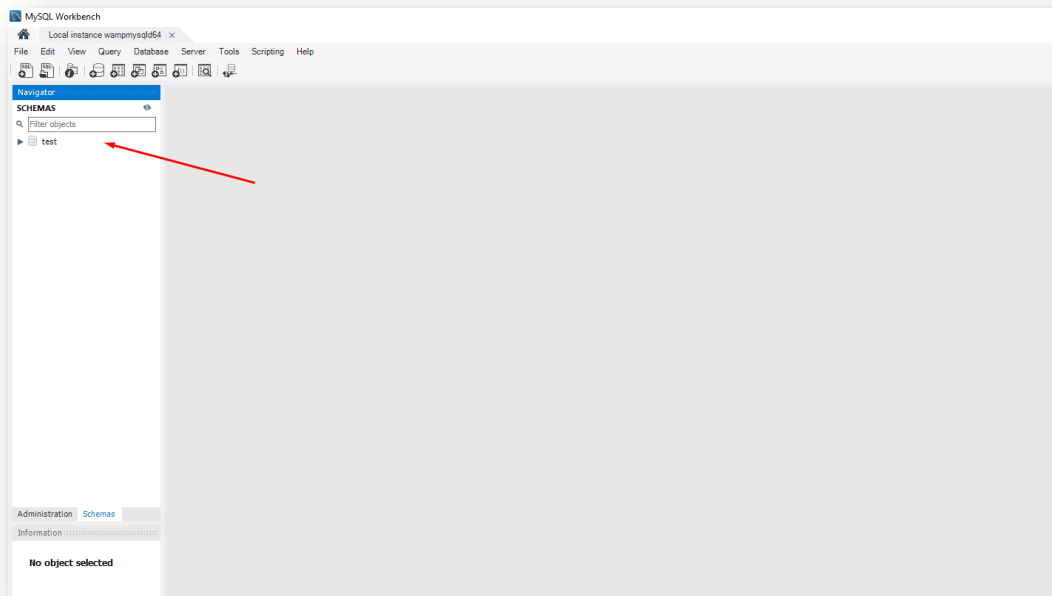 MySQL Workbench
Local instance wampmysqld64
File Edit View Query Database Server Tools Scripting Help
Navigator
SCHEMAS
Filter objects
test
Administration Schemas
Information
No object selected